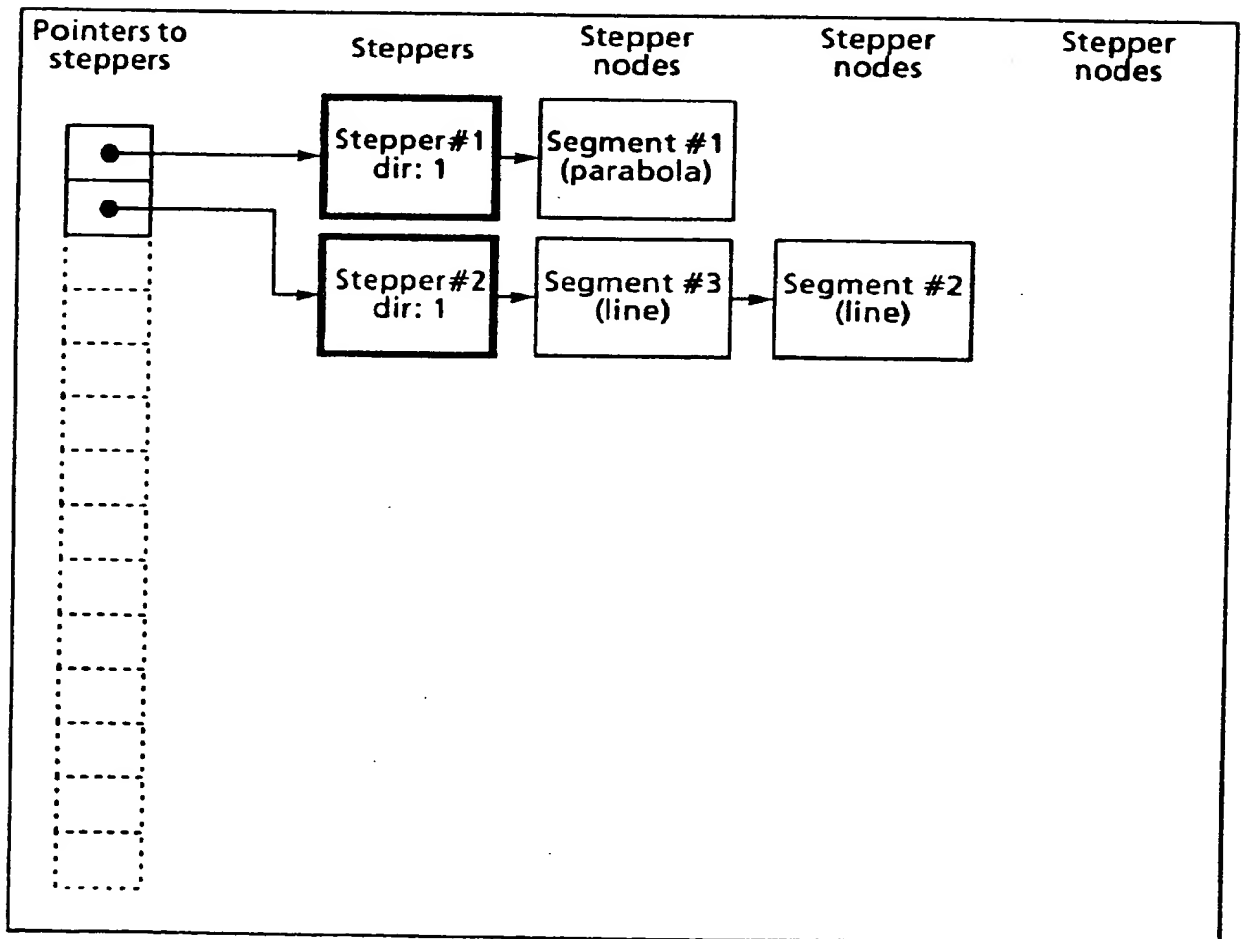 Pointers to
steppers
Steppers
Stepper
nodes
Stepper
nodes
Stepper
nodes
Stepper#1
dir: 1
Segment #1
(parabola)
Stepper#2
dir: 1
Segment #3
(line)
Segment #2
(line)